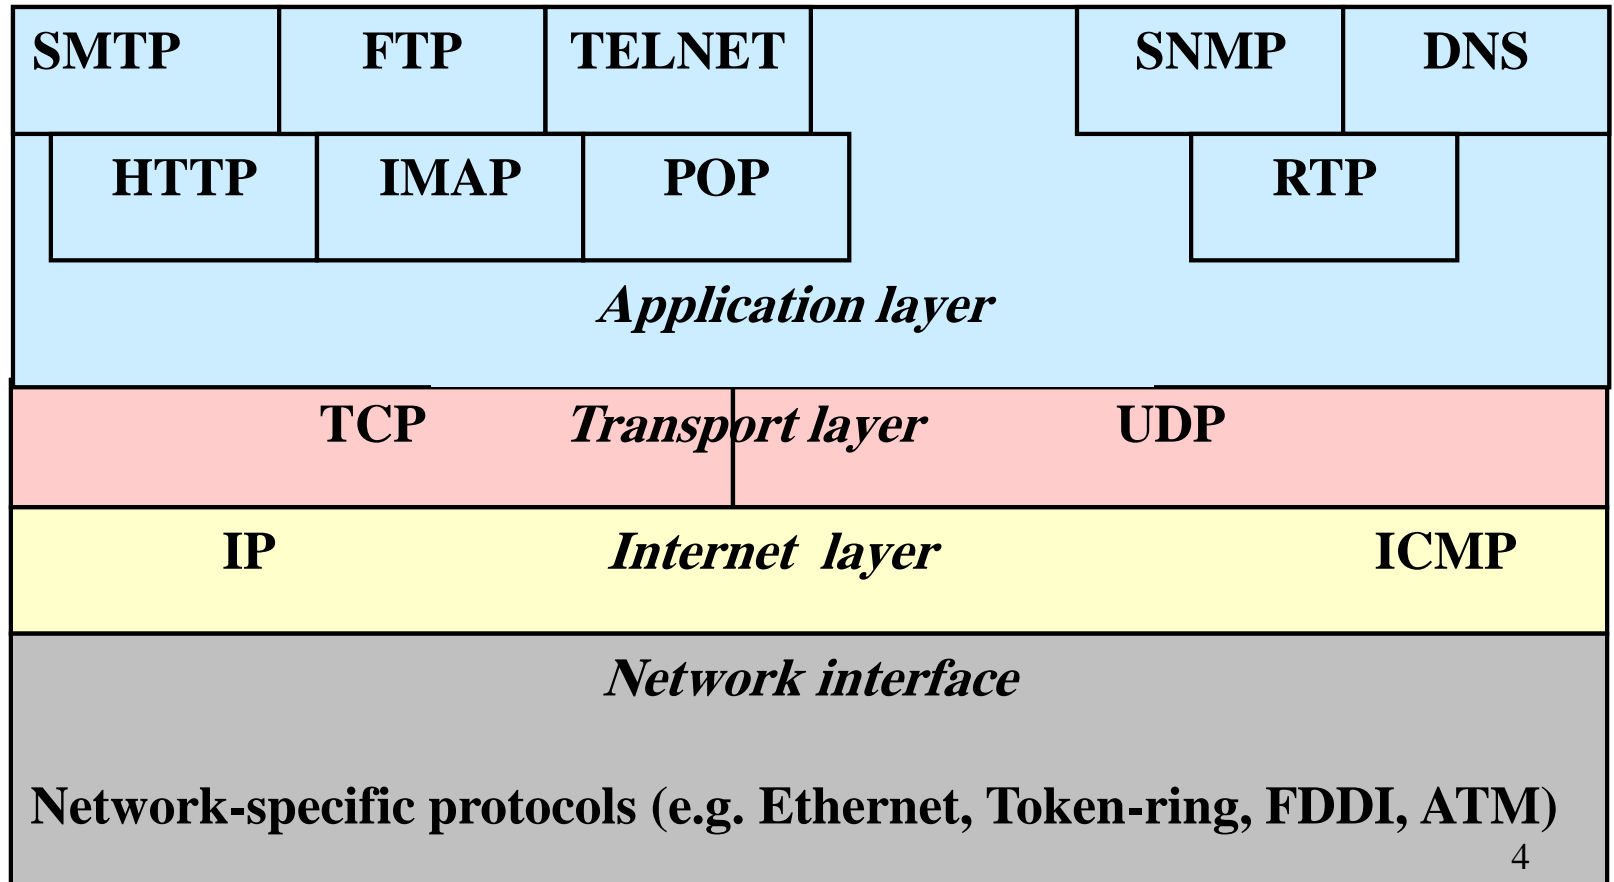 SMTP FTP TELNET SNMP DNS
HTTP IMAP POP RTP
Application layer
TCP Transport layer UDP
IP Internet layer ICMP
Network interface
Network-specific protocols (e.g. Ethernet, Token-ring, FDDI, ATM)
4